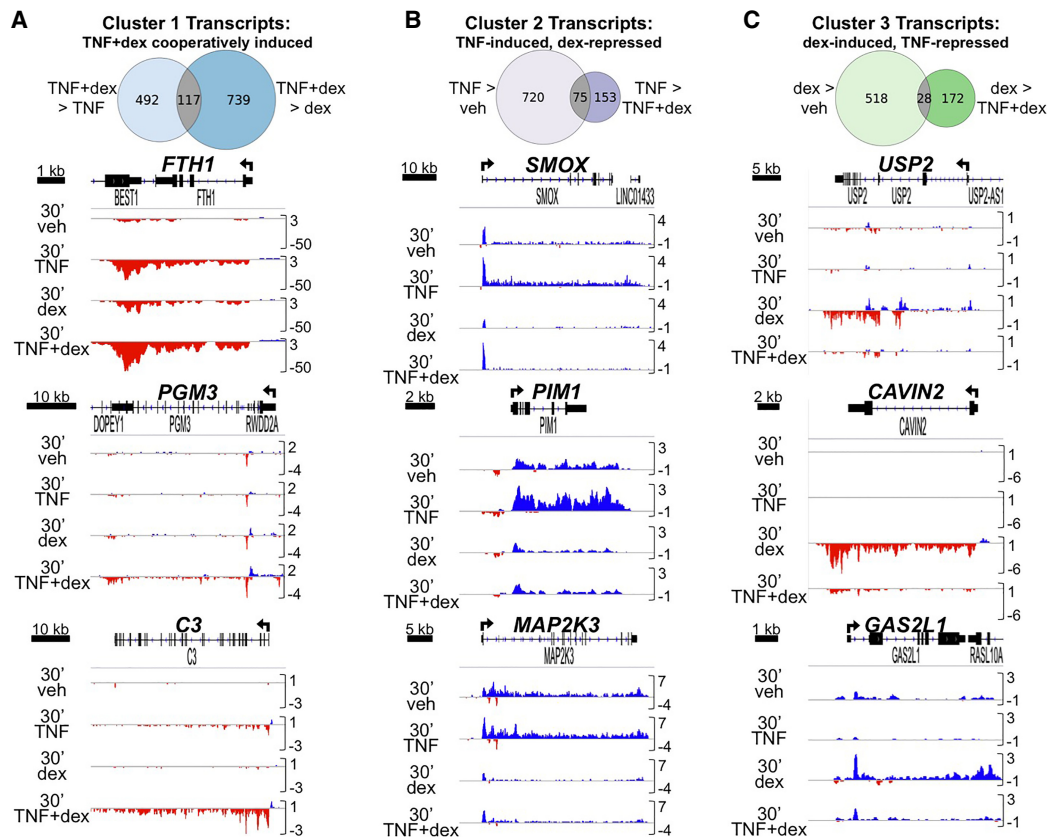 A
Cluster 1 Transcripts:
TNF+dex cooperatively induced
TNF+dex
> TNF
492
117
739
TNF+dex
> dex
1 kb
FTH1
BEST1
FTH1
30'
veh
3
-50
30'
TNF
3
-50
30'
dex
3
-50
30'
TNF+dex
3
-50
10 kb
PGM3
DOPEY1
PGM3
RWDD2A
30'
veh
2
-4
30'
TNF
2
-4
30'
dex
2
-4
30'
TNF+dex
2
-4
10 kb
C3
C3
30'
veh
1
-3
30'
TNF
1
-3
30'
dex
1
-3
30'
TNF+dex
1
-3
B
Cluster 2 Transcripts:
TNF-induced, dex-repressed
TNF >
veh
720
75
153
TNF >
TNF+dex
10 kb
SMOX
SMOX
LINC01433
30'
veh
4
-1
30'
TNF
4
-1
30'
dex
4
-1
30'
TNF+dex
4
-1
2 kb
PIM1
PIM1
30'
veh
3
-1
30'
TNF
3
-1
30'
dex
3
-1
30'
TNF+dex
3
-1
5 kb
MAP2K3
MAP2K3
30'
veh
7
-4
30'
TNF
7
-4
30'
dex
7
-4
30'
TNF+dex
7
-4
C
Cluster 3 Transcripts:
dex-induced, TNF-repressed
dex >
veh
518
28
172
dex >
TNF+dex
5 kb
USP2
USP2
USP2
USP2-AS1
30'
veh
1
-1
30'
TNF
1
-1
30'
dex
1
-1
30'
TNF+dex
1
-1
2 kb
CAVIN2
CAVIN2
30'
veh
1
-6
30'
TNF
1
-6
30'
dex
1
-6
30'
TNF+dex
1
-6
1 kb
GAS2L1
GAS2L1
RASL10A
30'
veh
3
-1
30'
TNF
3
-1
30'
dex
3
-1
30'
TNF+dex
3
-1